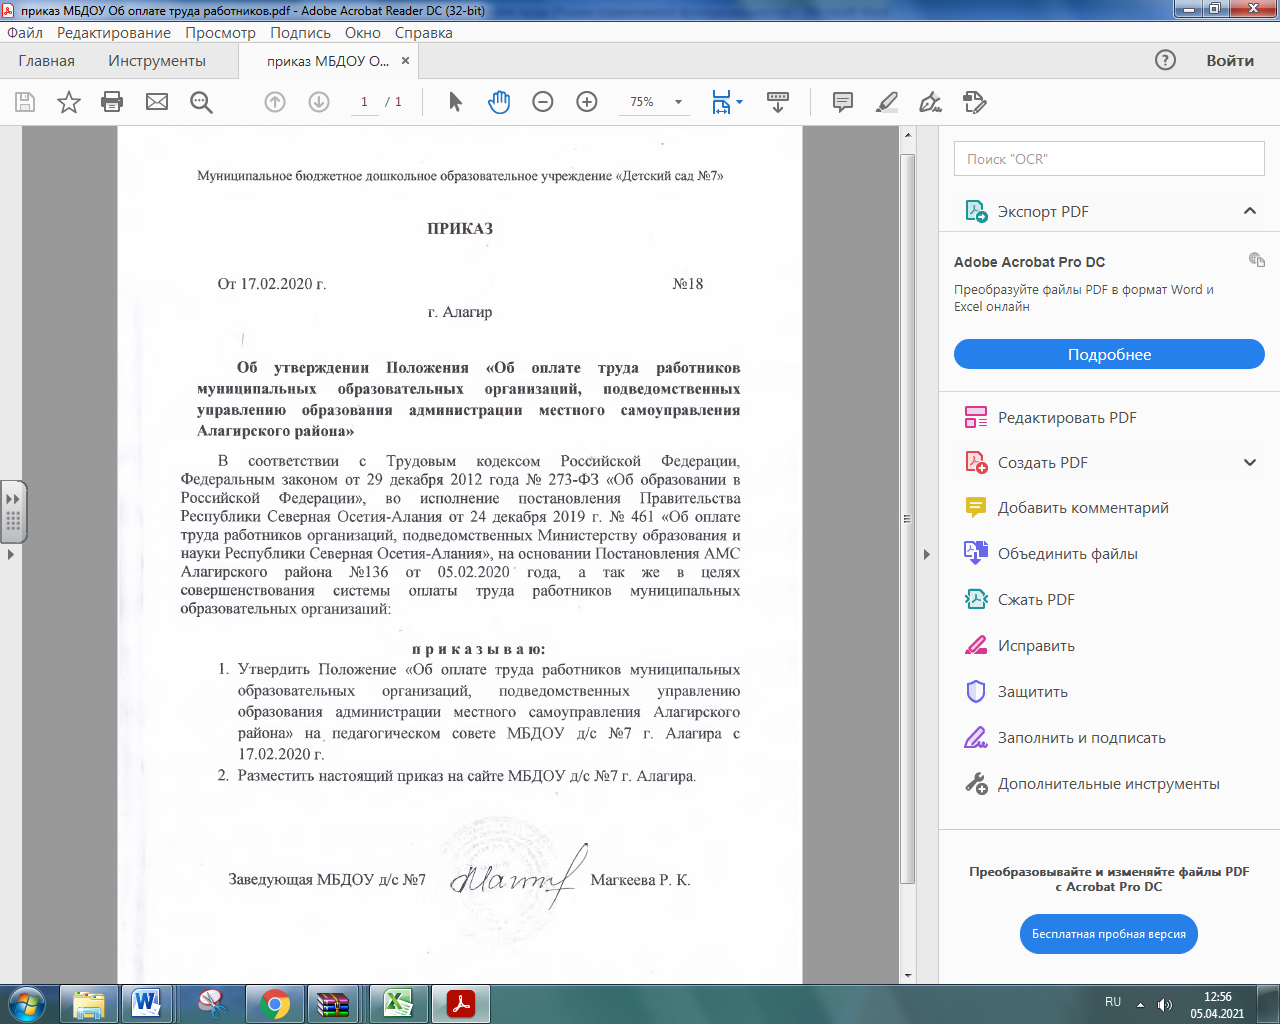 приказ МБДОУ Об оплате труда работников.pdf - Adobe Acrobat Reader DC (32-bit)
Файл Редактирование Просмотр Подпись Окно Справка
Главная Инструменты приказ МБДОУ О... × Войти
1 / 1 75%
Муниципальное бюджетное дошкольное образовательное учреждение «Детский сад №7»
ПРИКАЗ
От 17.02.2020 г. №18
г. Алагир
Об утверждении Положения «Об оплате труда работников
муниципальных образовательных организаций, подведомственных
управлению образования администрации местного самоуправления
Алагирского района»
В соответствии с Трудовым кодексом Российской Федерации,
Федеральным законом от 29 декабря 2012 года № 273-ФЗ «Об образовании в
Российской Федерации», во исполнение постановления Правительства
Республики Северная Осетия-Алания от 24 декабря 2019 г. № 461 «Об оплате
труда работников организаций, подведомственных Министерству образования и
науки Республики Северная Осетия-Алания», на основании Постановления АМС
Алагирского района №136 от 05.02.2020 года, а так же в целях
совершенствования системы оплаты труда работников муниципальных
образовательных организаций:
п р и к а з ы в а ю:
1. Утвердить Положение «Об оплате труда работников муниципальных
образовательных организаций, подведомственных управлению
образования администрации местного самоуправления Алагирского
района» на педагогическом совете МБДОУ д/с №7 г. Алагира с
17.02.2020 г.
2. Разместить настоящий приказ на сайте МБДОУ д/с №7 г. Алагира.
Заведующая МБДОУ д/с №7 Магкеева Р. К.
Поиск "OCR"
Экспорт PDF
Adobe Acrobat Pro DC
Преобразуйте файлы PDF в формат Word и
Excel онлайн
Подробнее
Редактировать PDF
Создать PDF
Добавить комментарий
Объединить файлы
Сжать PDF
Исправить
Защитить
Заполнить и подписать
Дополнительные инструменты
Преобразовывайте и изменяйте файлы PDF
с Acrobat Pro DC
Бесплатная пробная версия
RU 12:56
05.04.2021